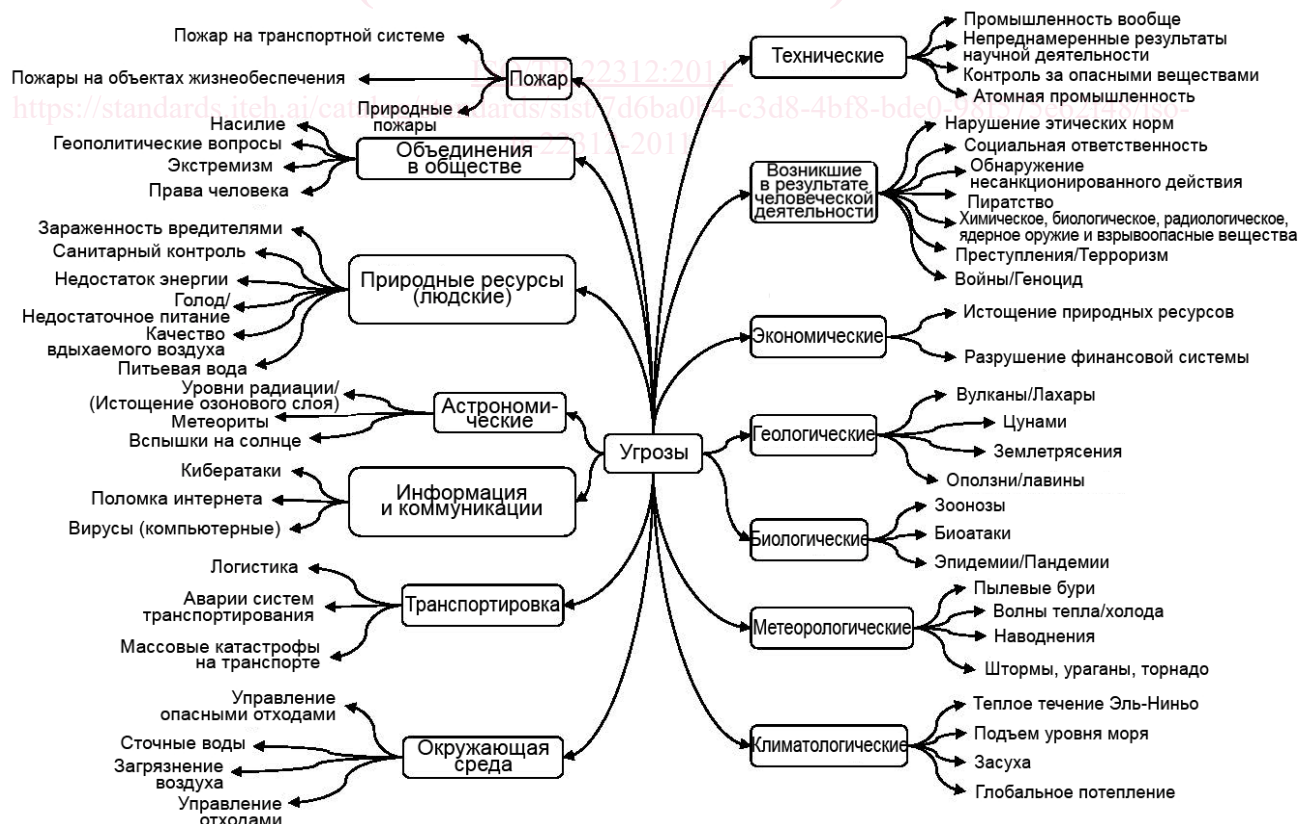 Пожар на транспортной системе
Пожары на объектах жизнеобеспечения
Природные
пожары
Пожар
Насилие
Геополитические вопросы
Экстремизм
Права человека
Объединения
в обществе
Зараженность вредителями
Санитарный контроль
Недостаток энергии
Голод/
Недостаточное питание
Качество
вдыхаемого воздуха
Питьевая вода
Природные ресурсы
(людские)
Уровни радиации/
(Истощение озонового слоя)
Метеориты
Вспышки на солнце
Астрономи-
ческие
Кибератаки
Поломка интернета
Вирусы (компьютерные)
Информация
и коммуникации
Логистика
Аварии систем
транспортирования
Массовые катастрофы
на транспорте
Транспортировка
Управление
опасными отходами
Сточные воды
Загрязнение
воздуха
Управление
отходами
Окружающая
среда
Угрозы
Технические
Промышленность вообще
Непреднамеренные результаты
научной деятельности
Контроль за опасными веществами
Атомная промышленность
Возникшие
в результате
человеческой
деятельности
Нарушение этических норм
Социальная ответственность
Обнаружение
несанкционированного действия
Пиратство
Химическое, биологическое, радиологическое,
ядерное оружие и взрывоопасные вещества
Преступления/Терроризм
Войны/Геноцид
Экономические
Истощение природных ресурсов
Разрушение финансовой системы
Геологические
Вулканы/Лахары
Цунами
Землетрясения
Оползни/лавины
Биологические
Зоонозы
Биоатаки
Эпидемии/Пандемии
Метеорологические
Пылевые бури
Волны тепла/холода
Наводнения
Штормы, ураганы, торнадо
Климатологические
Теплое течение Эль-Ниньо
Подъем уровня моря
Засуха
Глобальное потепление